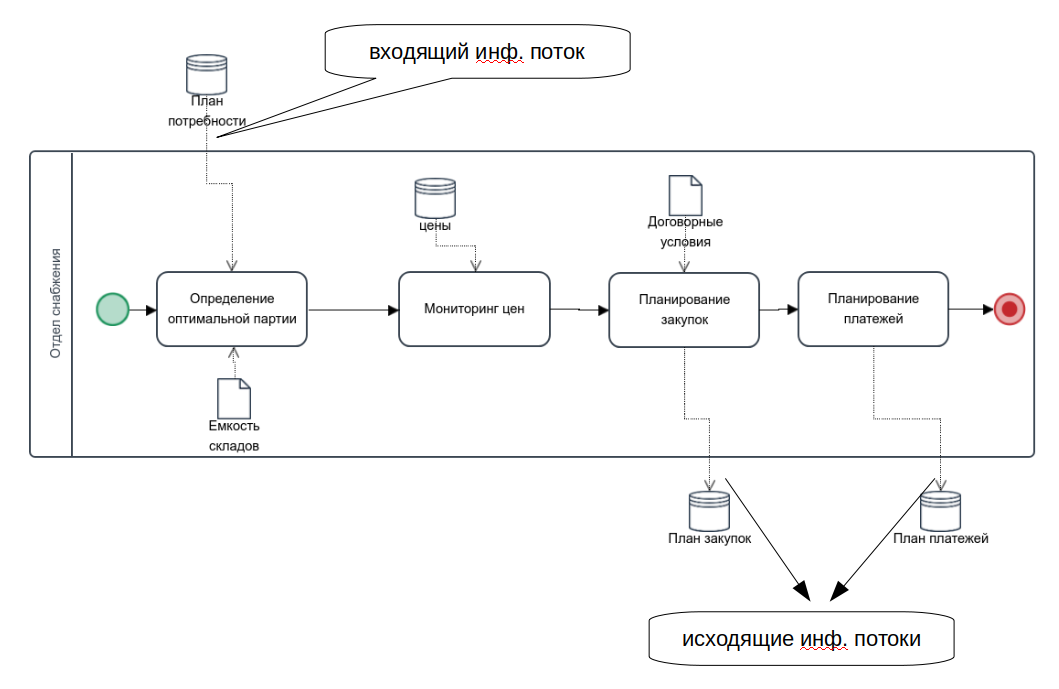 входящий инф. поток
План
потребности
цены
Договорные
условия
Отдел снабжения
Определение
оптимальной партии
Мониторинг цен
Планирование
закупок
Планирование
платежей
Емкость
складов
План закупок
План платежей
исходящие инф. потоки